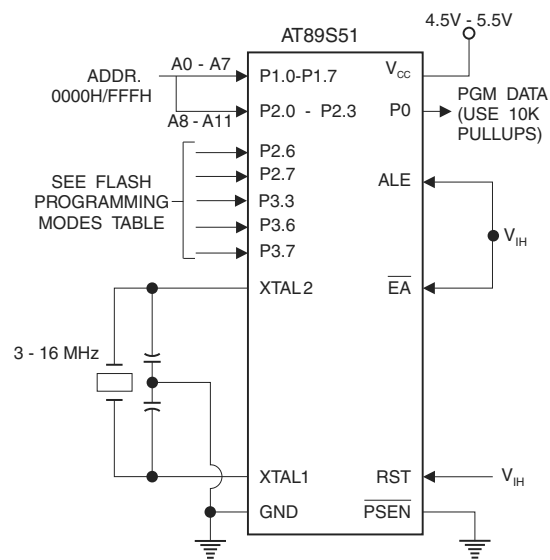 AT89S51
4.5V - 5.5V
ADDR.
0000H/FFFH
A0 - A7
A8 - A11
P1.0-P1.7
P2.0 - P2.3
VCC
P0
PGM DATA
(USE 10K
PULLUPS)
SEE FLASH
PROGRAMMING
MODES TABLE
P2.6
P2.7
P3.3
P3.6
P3.7
ALE
VIH
EA
XTAL2
3 - 16 MHz
XTAL1
RST
VIH
GND
PSEN